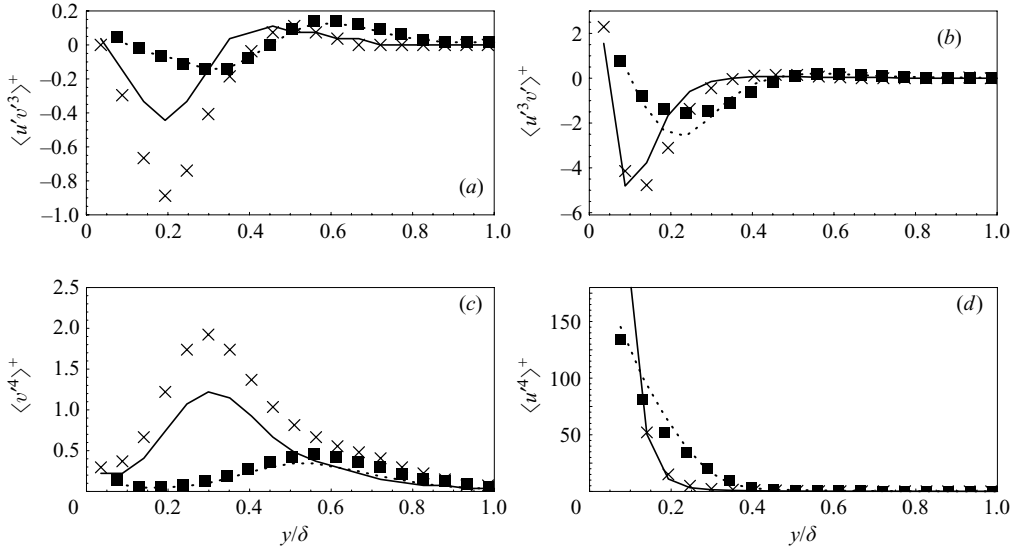 0.2
0
−0.2
−0.4
−0.6
−0.8
−1.0
⟨u′v′³⟩⁺
(a)
0 0.2 0.4 0.6 0.8 1.0
2
0
−2
−4
−6
⟨u′³v′⟩⁺
(b)
0 0.2 0.4 0.6 0.8 1.0
2.5
2.0
1.5
1.0
0.5
⟨v′⁴⟩⁺
(c)
0 0.2 0.4 0.6 0.8 1.0
y/δ
150
100
50
⟨u′⁴⟩⁺
(d)
0 0.2 0.4 0.6 0.8 1.0
y/δ